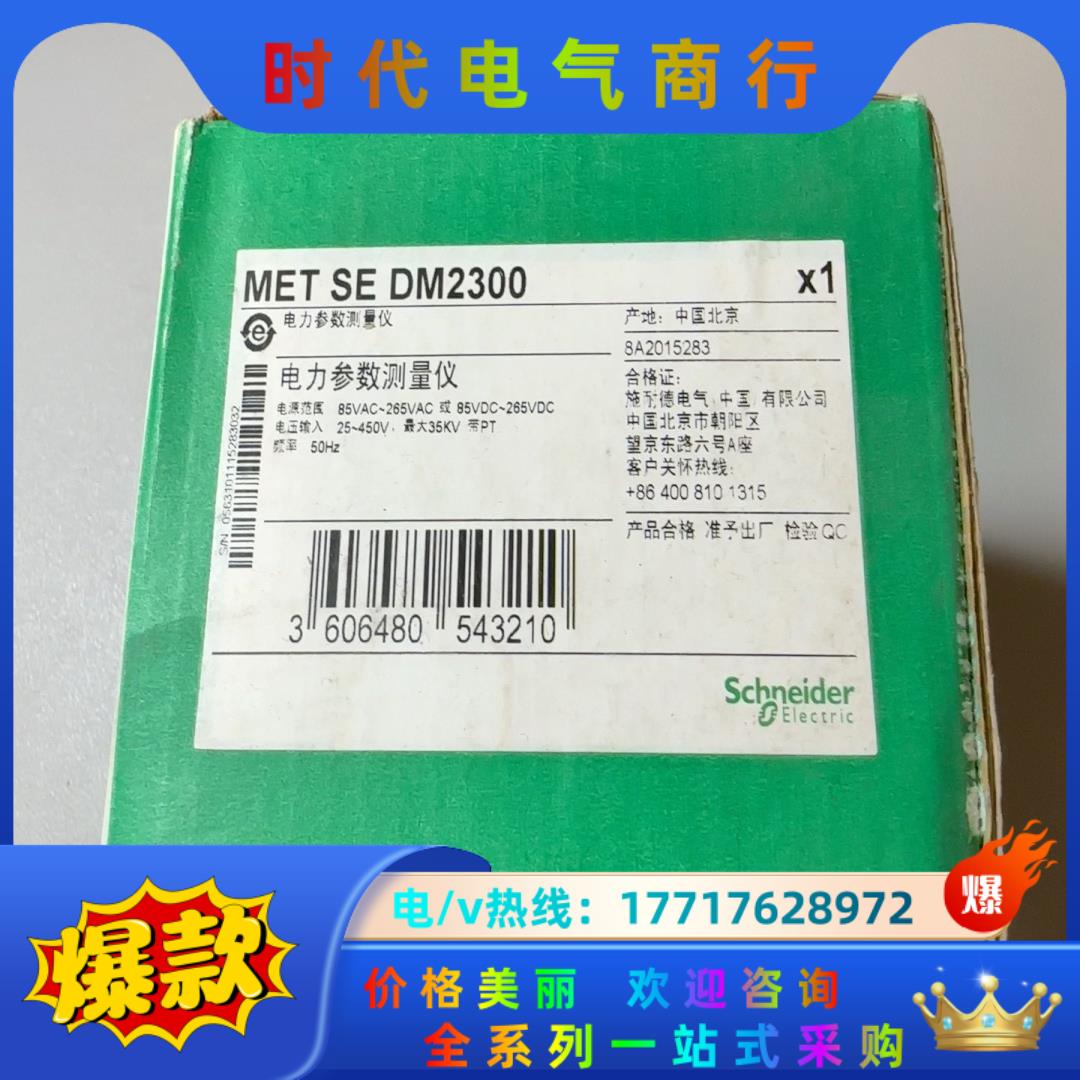 时代电气商行
MET SE DM2300
x1
电力参数测量仪
电力参数测量仪
电源范围 85VAC~265VAC 或 85VDC~265VDC
电压输入 25~450V, 最大35KV 带PT
频率 50Hz
S/N 0563101115283032
产地: 中国北京
8A2015283
合格证:
施耐德电气(中国)有限公司
中国北京市朝阳区
望京东路六号A座
客户关怀热线:
+86 400 810 1315
产品合格 准予出厂 检验QC
3 606480 543210
Schneider
Electric
爆
电/v热线: 17717628972
爆款
价格美丽 欢迎咨询
全系列一站式采购